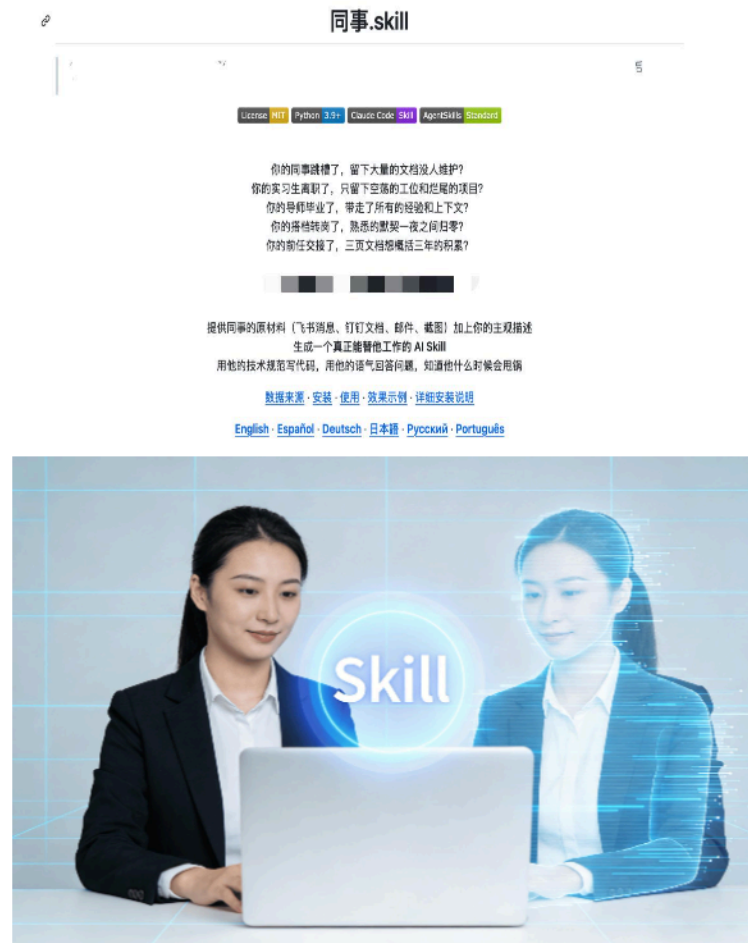 同事.skill
License MIT Python 3.9+ Claude Code Skill AgentSkills Standard
你的同事跳槽了，留下大量的文档没人维护？
你的实习生离职了，只留下空荡的工位和烂尾的项目？
你的导师毕业了，带走了所有的经验和上下文？
你的搭档转岗了，熟悉的默契一夜之间归零？
你的前任交接了，三页文档想概括三年的积累？
提供同事的原材料（飞书消息、钉钉文档、邮件、截图）加上你的主观描述
生成一个真正能替他工作的 AI Skill
用他的技术规范写代码，用他的语气回答问题，知道他什么时候会甩锅
数据来源 · 安装 · 使用 · 效果示例 · 详细安装说明
English · Español · Deutsch · 日本語 · Русский · Português
Skill